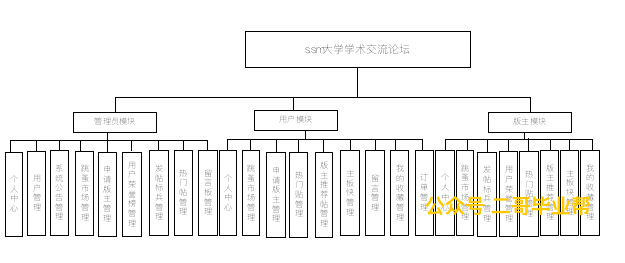 ssm大学学术交流论坛
管理员模块
用户模块
版主模块
个人中心
用户管理
系统公告管理
跳蚤市场管理
申请版主管理
用户荣誉榜管理
发帖标兵管理
热门帖管理
留言板管理
个人中心
跳蚤市场管理
申请版主管理
热门帖管理
版主推荐帖管理
主板块管理
留言管理
我的收藏管理
订单管理
个人中心
跳蚤市场管理
发帖标兵管理
用户荣誉榜管理
热门帖管理
版主推荐帖管理
主板块管理
我的收藏管理
公众号:二哥毕业帮